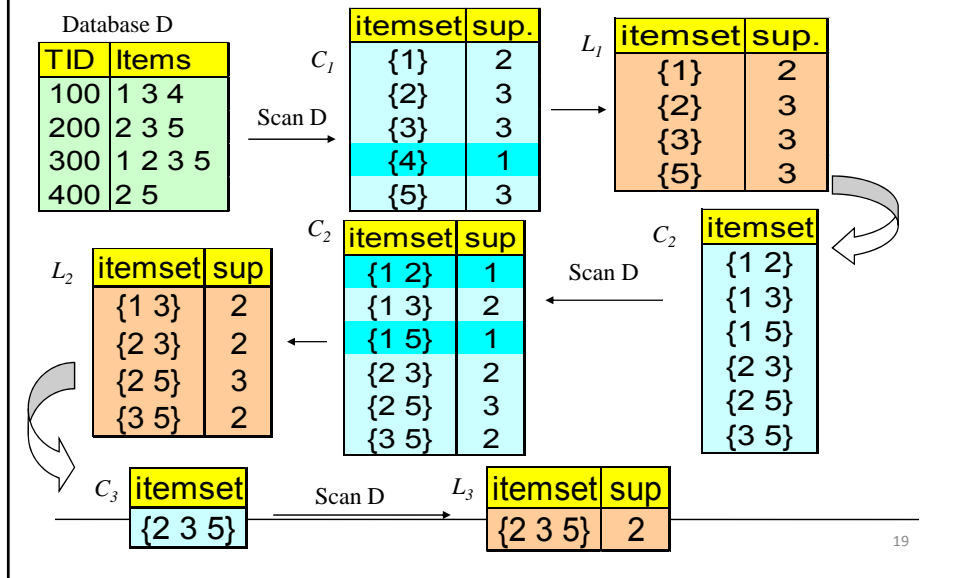 Database D
TID Items
100 1 3 4
200 2 3 5
300 1 2 3 5
400 2 5
Scan D
C1
itemset sup.
{1} 2
{2} 3
{3} 3
{4} 1
{5} 3
L1
itemset sup.
{1} 2
{2} 3
{3} 3
{5} 3
C2
itemset
{1 2}
{1 3}
{1 5}
{2 3}
{2 5}
{3 5}
Scan D
C2
itemset sup
{1 2} 1
{1 3} 2
{1 5} 1
{2 3} 2
{2 5} 3
{3 5} 2
L2
itemset sup
{1 3} 2
{2 3} 2
{2 5} 3
{3 5} 2
C3
itemset
{2 3 5}
Scan D
L3
itemset sup
{2 3 5} 2
19